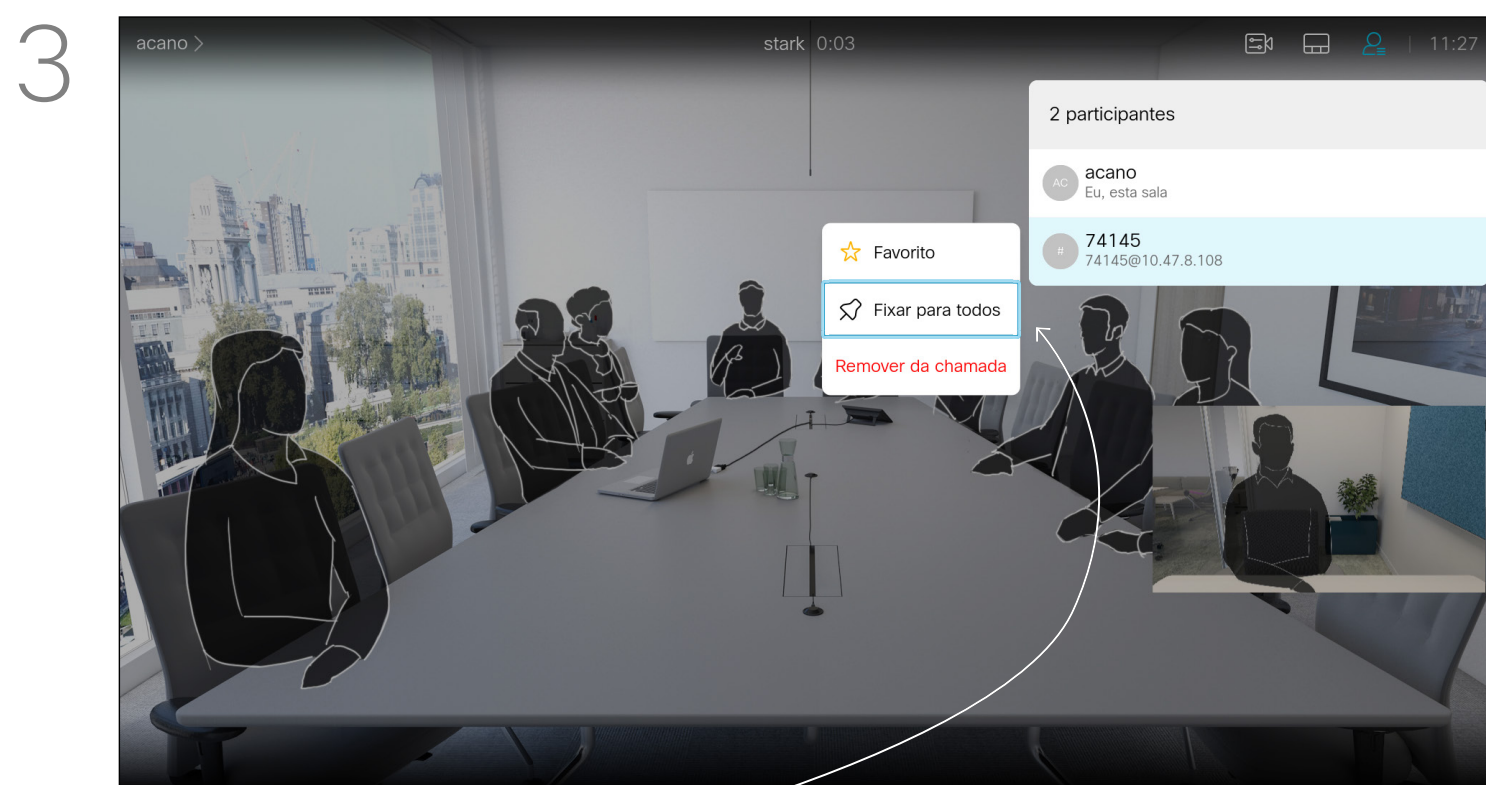 3
acano >
stark 0:03
11:27
2 participantes
AC
acano
Eu, esta sala
#
74145
74145@10.47.8.108
Favorito
Fixar para todos
Remover da chamada